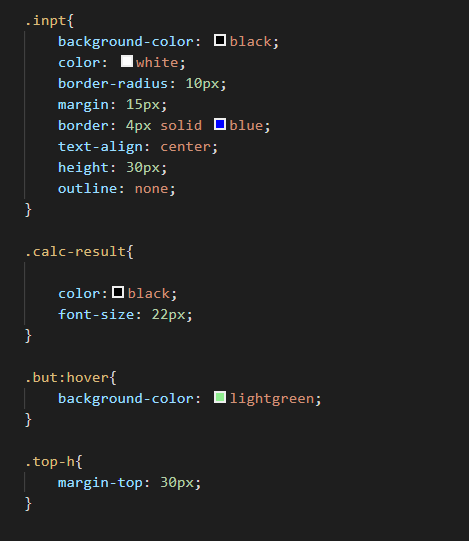 .inpt{
    background-color: black;
    color: white;
    border-radius: 10px;
    margin: 15px;
    border: 4px solid blue;
    text-align: center;
    height: 30px;
    outline: none;
}
.calc-result{
    color:black;
    font-size: 22px;
}
.but:hover{
    background-color: lightgreen;
}
.top-h{
    margin-top: 30px;
}